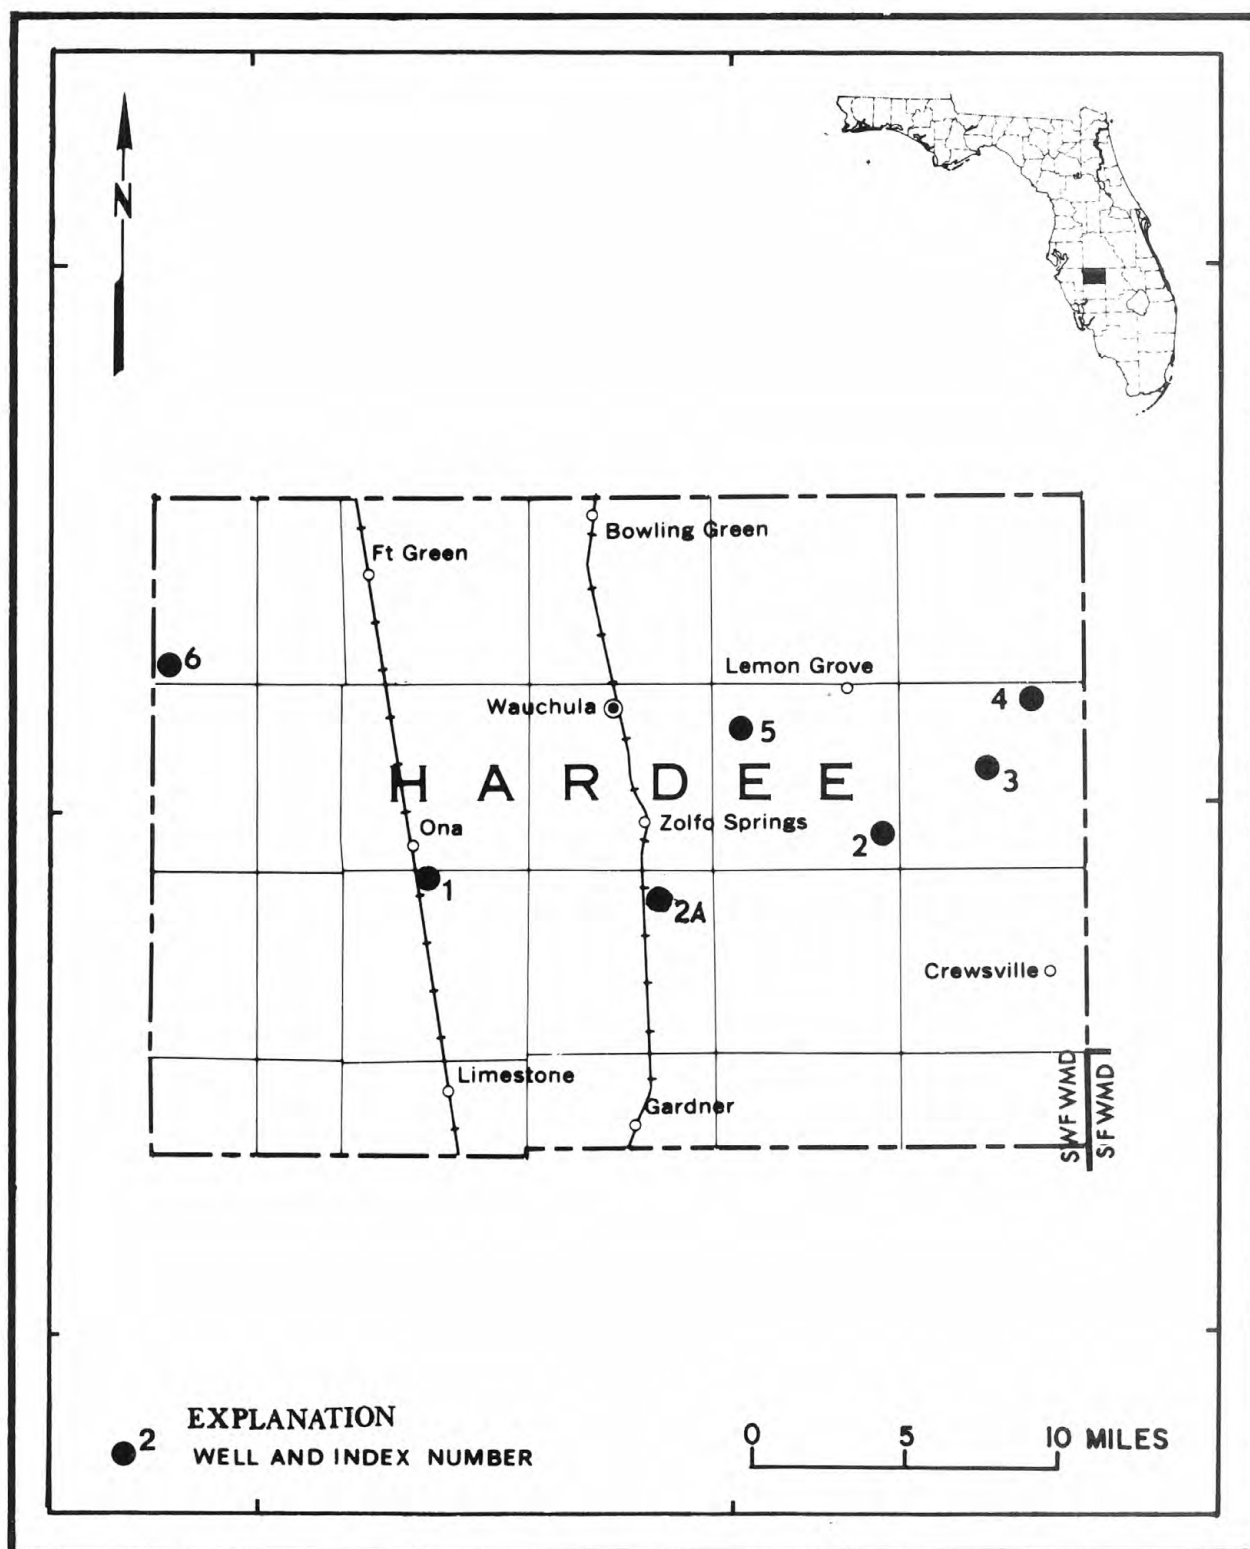 N
Bowling Green
Ft Green
Lemon Grove
6
4
Wauchula
5
3
HARDEE
Ona
Zolfo Springs
2
1
2A
Crewsville
SWFWMD
SFWMD
Limestone
Gardner
EXPLANATION
2
WELL AND INDEX NUMBER
0 5 10 MILES